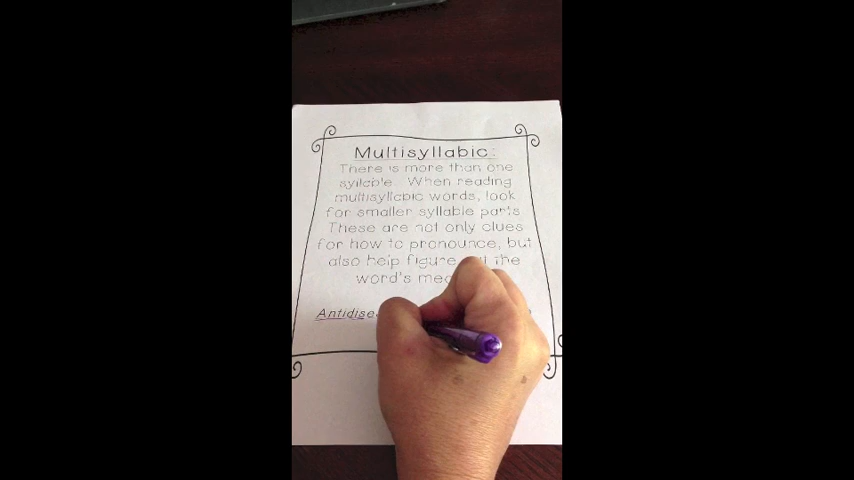 Multisyllabic:
There is more than one
syllable. When reading
multisyllabic words, look
for smaller syllable parts
These are not only clues
for how to pronounce, but
also help figure the
word's